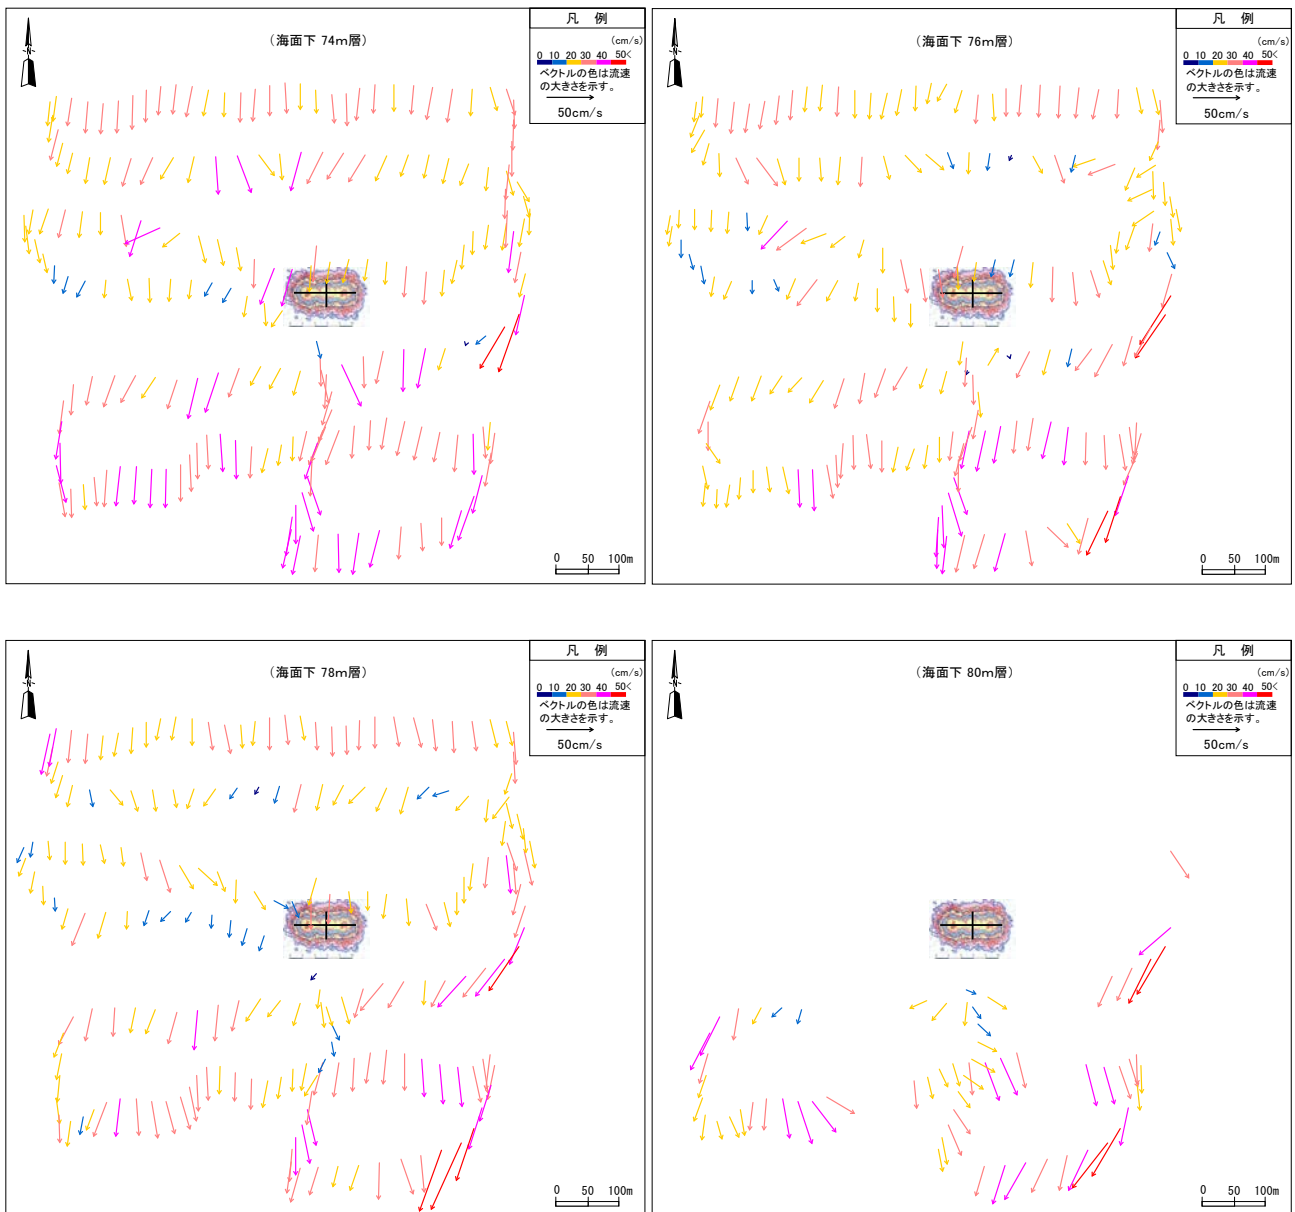 (海面下 74m層)
凡 例
(cm/s)
0 10 20 30 40 50<
ベクトルの色は流速
の大きさを示す。
50cm/s
N
0 50 100m
(海面下 76m層)
凡 例
(cm/s)
0 10 20 30 40 50<
ベクトルの色は流速
の大きさを示す。
50cm/s
N
0 50 100m
(海面下 78m層)
凡 例
(cm/s)
0 10 20 30 40 50<
ベクトルの色は流速
の大きさを示す。
50cm/s
N
0 50 100m
(海面下 80m層)
凡 例
(cm/s)
0 10 20 30 40 50<
ベクトルの色は流速
の大きさを示す。
50cm/s
N
0 50 100m